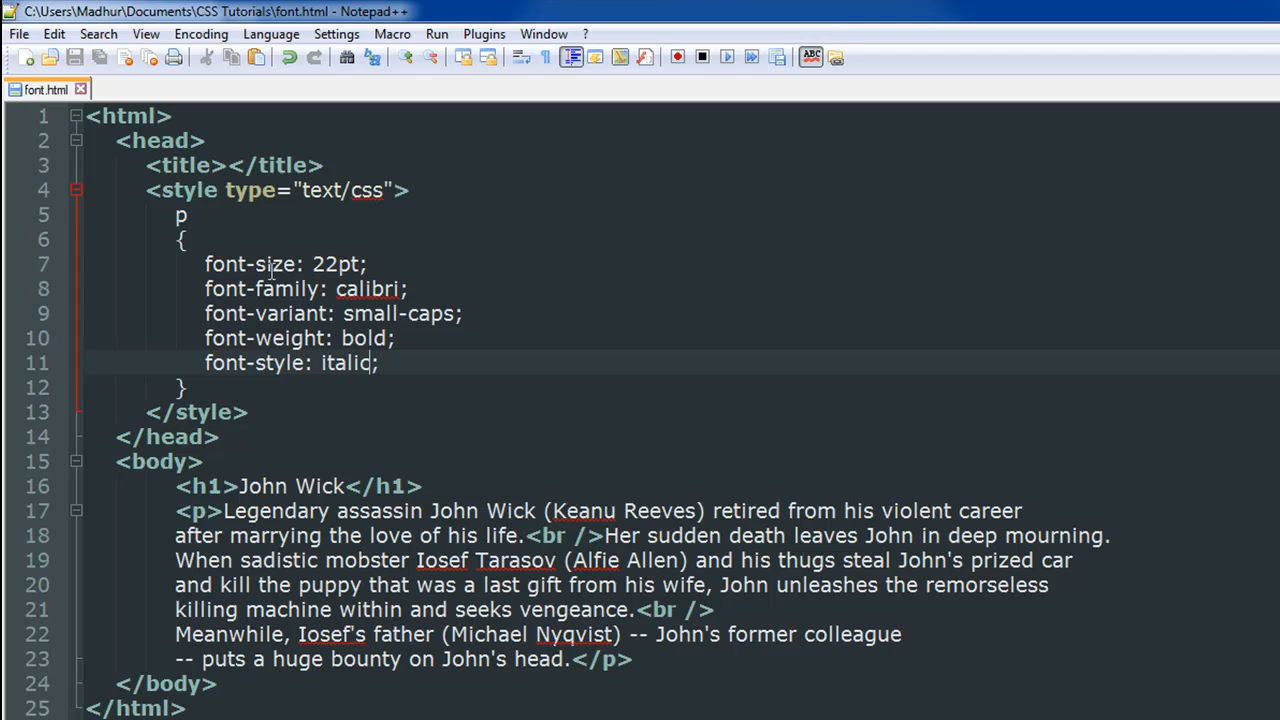 C:\Users\Madhur\Documents\CSS Tutorials\font.html - Notepad++
File Edit Search View Encoding Language Settings Macro Run Plugins Window ?
ABC
font.html
1 <html>
2 <head>
3 <title></title>
4 <style type="text/css">
5 p
6 {
7 font-size: 22pt;
8 font-family: calibri;
9 font-variant: small-caps;
10 font-weight: bold;
11 font-style: italic;
12 }
13 </style>
14 </head>
15 <body>
16 <h1>John Wick</h1>
17 <p>Legendary assassin John Wick (Keanu Reeves) retired from his violent career
18 after marrying the love of his life.<br />Her sudden death leaves John in deep mourning.
19 When sadistic mobster Iosef Tarasov (Alfie Allen) and his thugs steal John's prized car
20 and kill the puppy that was a last gift from his wife, John unleashes the remorseless
21 killing machine within and seeks vengeance.<br />
22 Meanwhile, Iosef's father (Michael Nyqvist) -- John's former colleague
23 -- puts a huge bounty on John's head.</p>
24 </body>
25 </html>